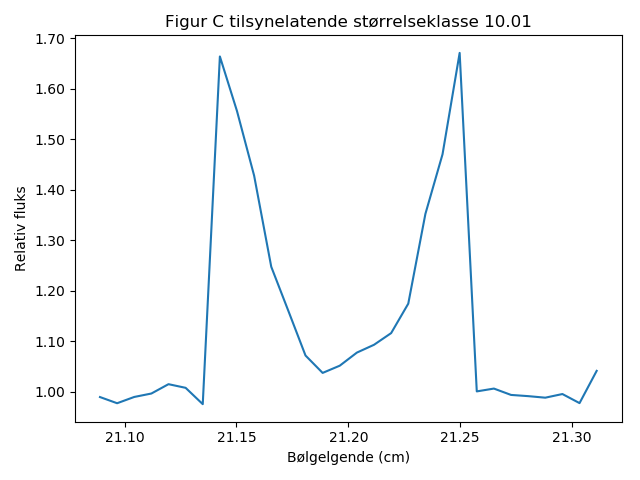 Figur C tilsynelatende størrelseklasse 10.01
1.70
1.60
1.50
1.40
1.30
1.20
1.10
1.00
Relativ fluks
21.10 21.15 21.20 21.25 21.30
Bølgelgende (cm)